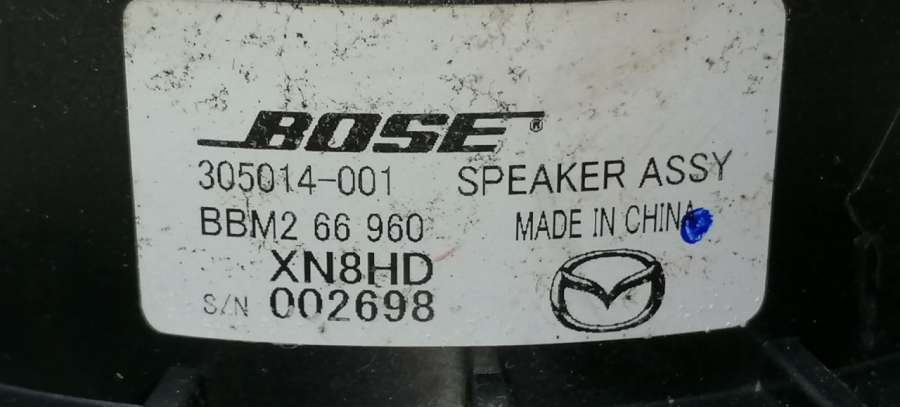 BOSE®
305014-001 SPEAKER ASSY
BBM2 66 960 MADE IN CHINA
XN8HD
S/N 002698